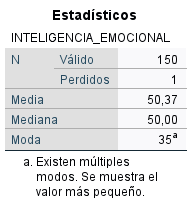 Estadísticos
INTELIGENCIA_EMOCIONAL
N Válido 150
Perdidos 1
Media 50,37
Mediana 50,00
Moda 35ª
a. Existen múltiples
modos. Se muestra el
valor más pequeño.